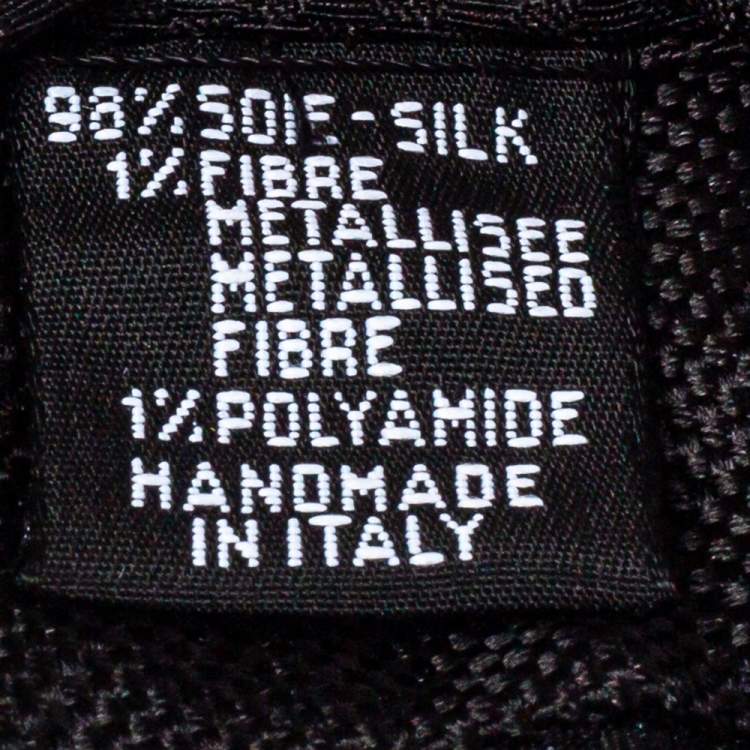 98% SOIE - SILK
1% FIBRE
METALLISEE
METALLISED
FIBRE
1% POLYAMIDE
HANDMADE
IN ITALY